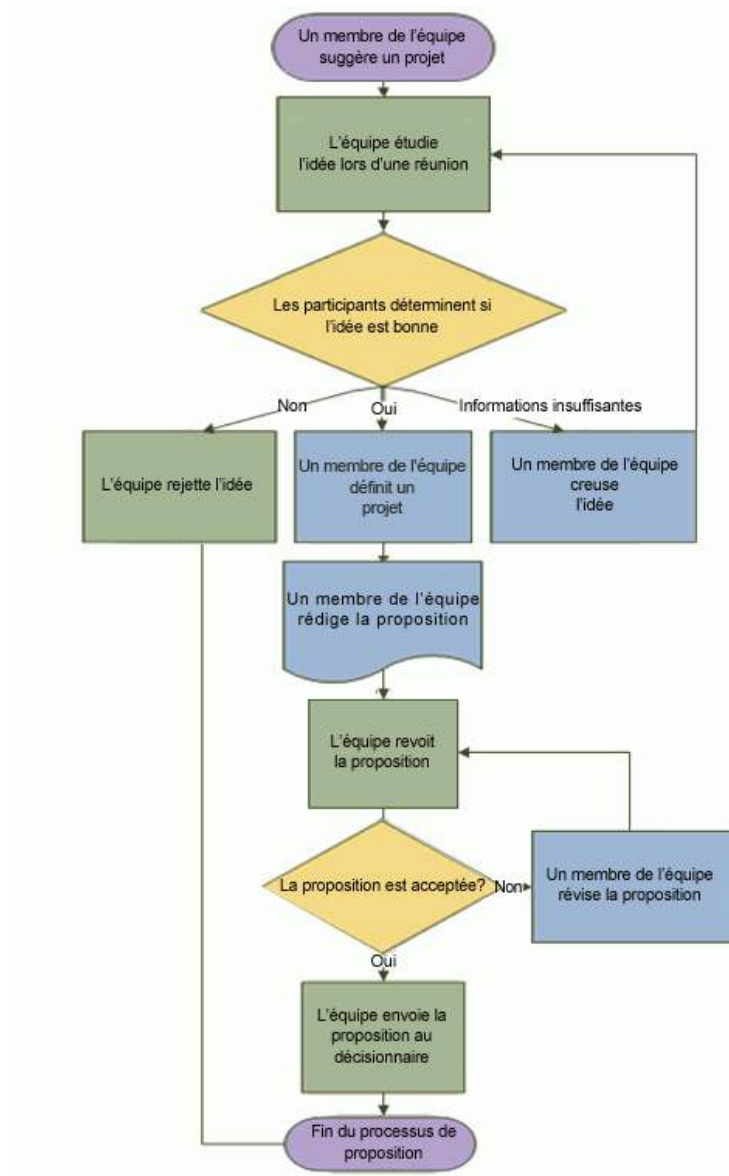 Un membre de l'équipe
suggère un projet
L'équipe étudie
l'idée lors d'une réunion
Les participants déterminent si
l'idée est bonne
Non
Oui
Informations insuffisantes
L'équipe rejette l'idée
Un membre de l'équipe
définit un
projet
Un membre de l'équipe
creuse
l'idée
Un membre de l'équipe
rédige la proposition
L'équipe revoit
la proposition
La proposition est acceptée?
Non
Un membre de l'équipe
révise la proposition
Oui
L'équipe envoie la
proposition au
décisionnaire
Fin du processus de
proposition